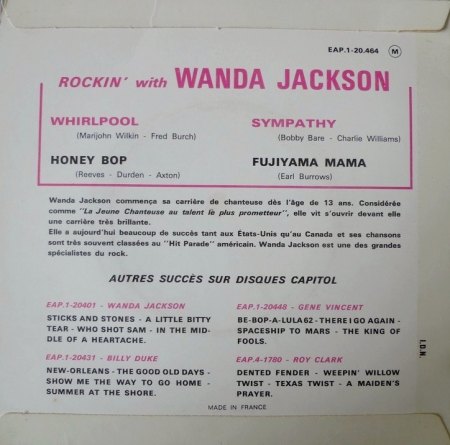 EAP.1-20.464 M
ROCKIN' with WANDA JACKSON
WHIRLPOOL
(Marijohn Wilkin - Fred Burch)
SYMPATHY
(Bobby Bare - Charlie Williams)
HONEY BOP
(Reeves - Durden - Axton)
FUJIYAMA MAMA
(Earl Burrows)
Wanda Jackson commença sa carrière de chanteuse dès l'âge de 13 ans. Considérée
comme "La Jeune Chanteuse au talent le plus prometteur", elle vit s'ouvrir devant elle
une carrière très brillante.
Elle a aujourd'hui beaucoup de succès tant aux États-Unis qu'au Canada et ses chansons
sont très souvent classées au "Hit Parade" américain. Wanda Jackson est une des grandes
spécialistes du rock.
AUTRES SUCCÈS SUR DISQUES CAPITOL
EAP.1-20401 - WANDA JACKSON
STICKS AND STONES - A LITTLE BITTY
TEAR - WHO SHOT SAM - IN THE MID-
DLE OF A HEARTACHE.
EAP.1-20448 - GENE VINCENT
BE-BOP-A-LULA62 - THERE I GO AGAIN -
SPACESHIP TO MARS - THE KING OF
FOOLS.
EAP.1-20431 - BILLY DUKE
NEW-ORLEANS - THE GOOD OLD DAYS -
SHOW ME THE WAY TO GO HOME -
SUMMER AT THE SHORE.
EAP.4-1780 - ROY CLARK
DENTED FENDER - WEEPIN' WILLOW
TWIST - TEXAS TWIST - A MAIDEN'S
PRAYER.
I.D.N.
MADE IN FRANCE